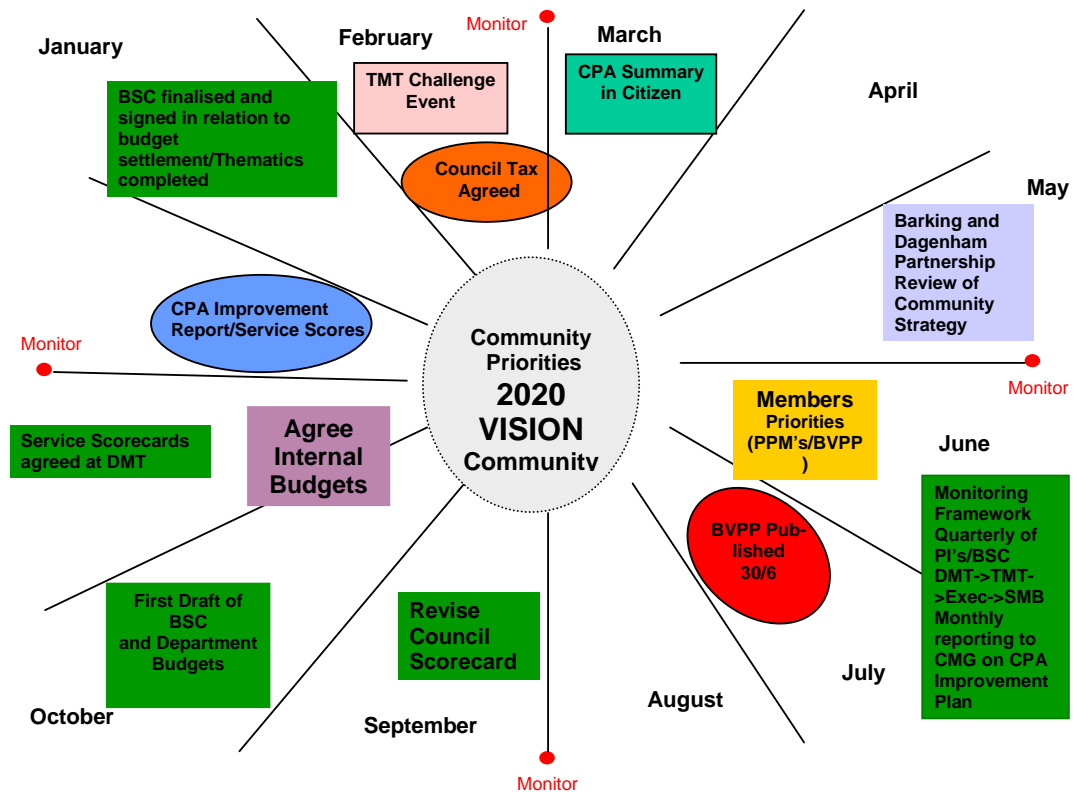 January
February
Monitor
March
April
May
BSC finalised and
signed in relation to
budget
settlement/Thematics
completed
TMT Challenge
Event
CPA Summary
in Citizen
Council Tax
Agreed
Barking and
Dagenham
Partnership
Review of
Community
Strategy
CPA Improvement
Report/Service Scores
Monitor
Monitor
Community
Priorities
2020
VISION
Community
Members
Priorities
(PPM's/BVPP
)
Service Scorecards
agreed at DMT
Agree
Internal
Budgets
June
Monitoring
Framework
Quarterly of
PI's/BSC
DMT->TMT-
>Exec->SMB
Monthly
reporting to
CMG on CPA
Improvement
Plan
BVPP Pub-
lished
30/6
First Draft of
BSC
and Department
Budgets
Revise
Council
Scorecard
July
August
September
October
Monitor